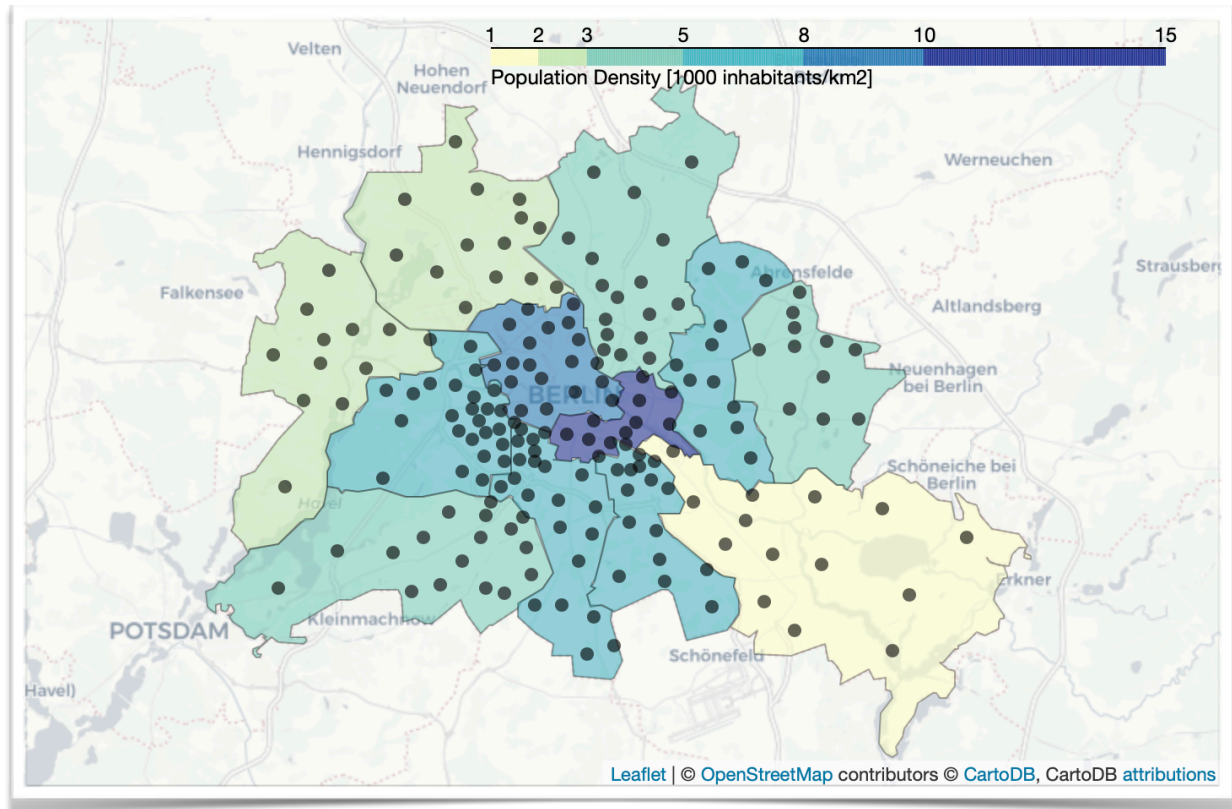 1 2 3 5 8 10 15
Population Density [1000 inhabitants/km2]
Velten
Hohen
Neuendorf
Hennigsdorf
Werneuchen
Ahrensfelde
Strausberg
Falkensee
Altlandsberg
Neuenhagen
bei Berlin
BERLIN
Schöneiche bei
Berlin
Havel
Erkner
Kleinmachnow
POTSDAM
Schönefeld
Havel)
Leaflet | © OpenStreetMap contributors © CartoDB, CartoDB attributions